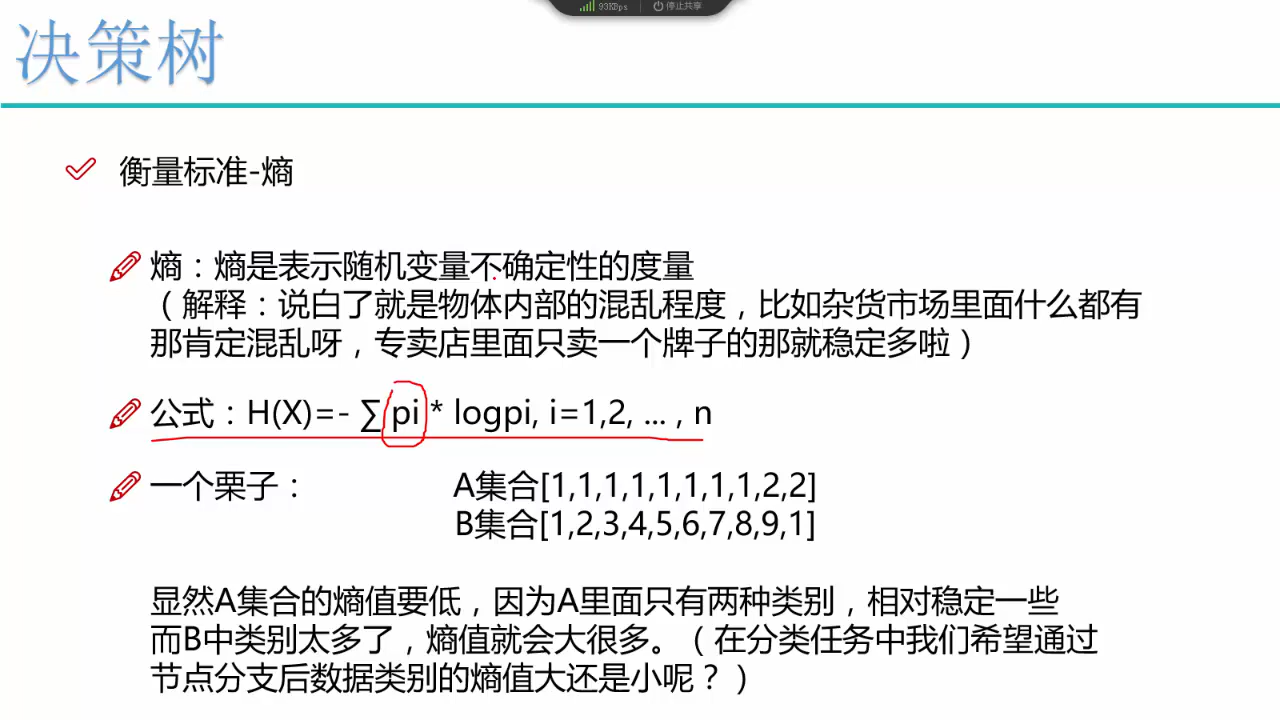 93KBps 停止共享
决策树
衡量标准-熵
熵：熵是表示随机变量不确定性的度量
（解释：说白了就是物体内部的混乱程度，比如杂货市场里面什么都有
那肯定混乱呀，专卖店里面只卖一个牌子的那就稳定多啦）
公式：H(X)=- ∑ pi * logpi, i=1,2, ... , n
一个栗子： A集合[1,1,1,1,1,1,1,1,2,2]
B集合[1,2,3,4,5,6,7,8,9,1]
显然A集合的熵值要低，因为A里面只有两种类别，相对稳定一些
而B中类别太多了，熵值就会大很多。（在分类任务中我们希望通过
节点分支后数据类别的熵值大还是小呢？）